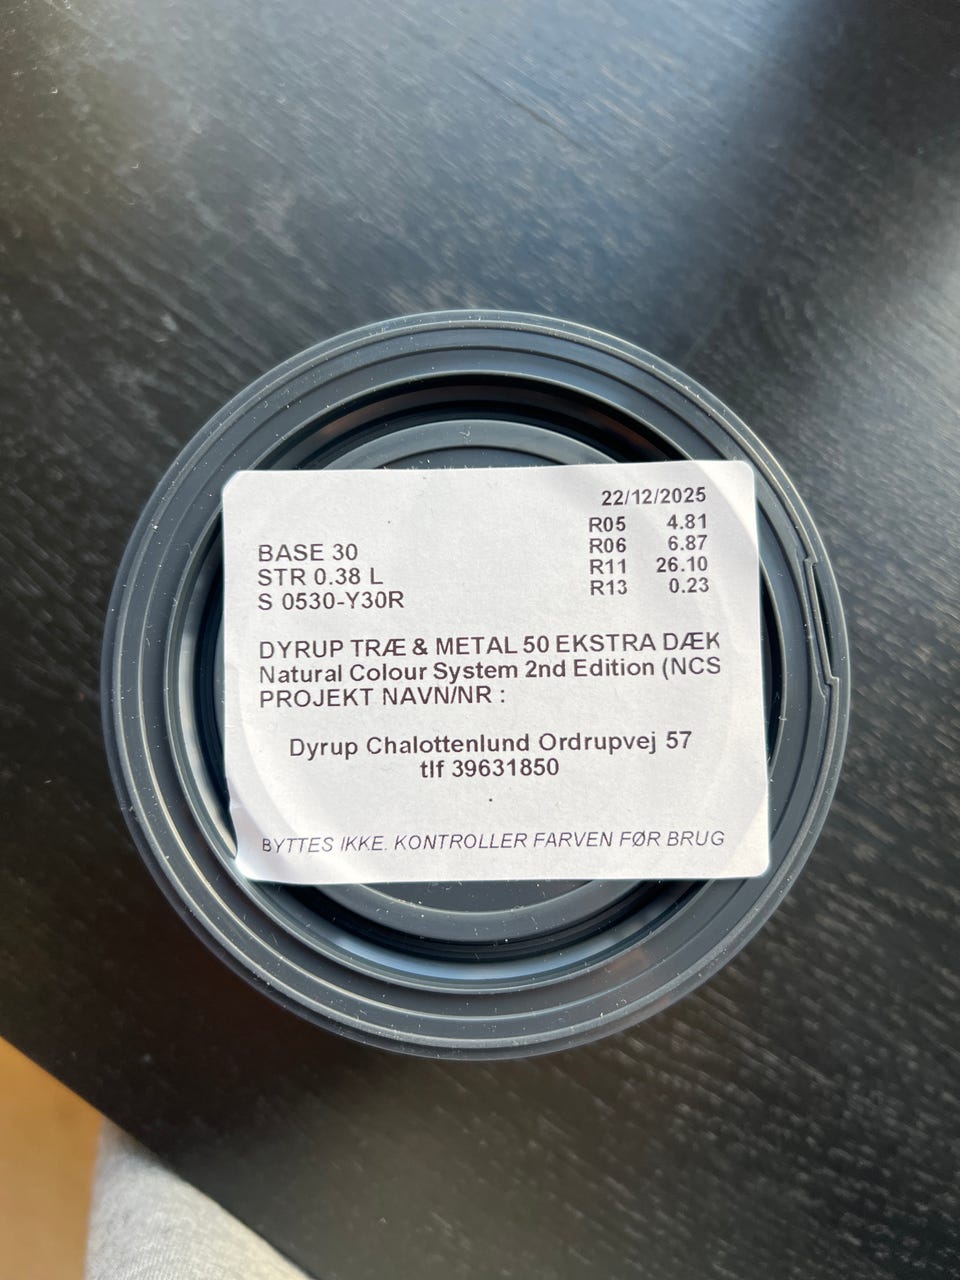 22/12/2025
R05 4.81
R06 6.87
R11 26.10
R13 0.23
BASE 30
STR 0.38 L
S 0530-Y30R
DYRUP TRÆ & METAL 50 EKSTRA DÆK
Natural Colour System 2nd Edition (NCS
PROJEKT NAVN/NR :
Dyrup Chalottenlund Ordrupvej 57
tlf 39631850
.
BYTTES IKKE. KONTROLLER FARVEN FØR BRUG